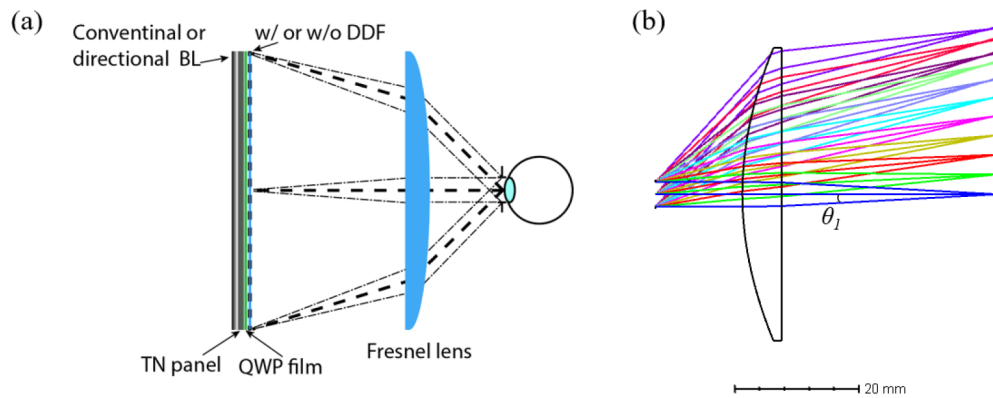 (a)
Conventinal or
directional BL
w/ or w/o DDF
TN panel
QWP film
Fresnel lens
(b)
θ1
20 mm